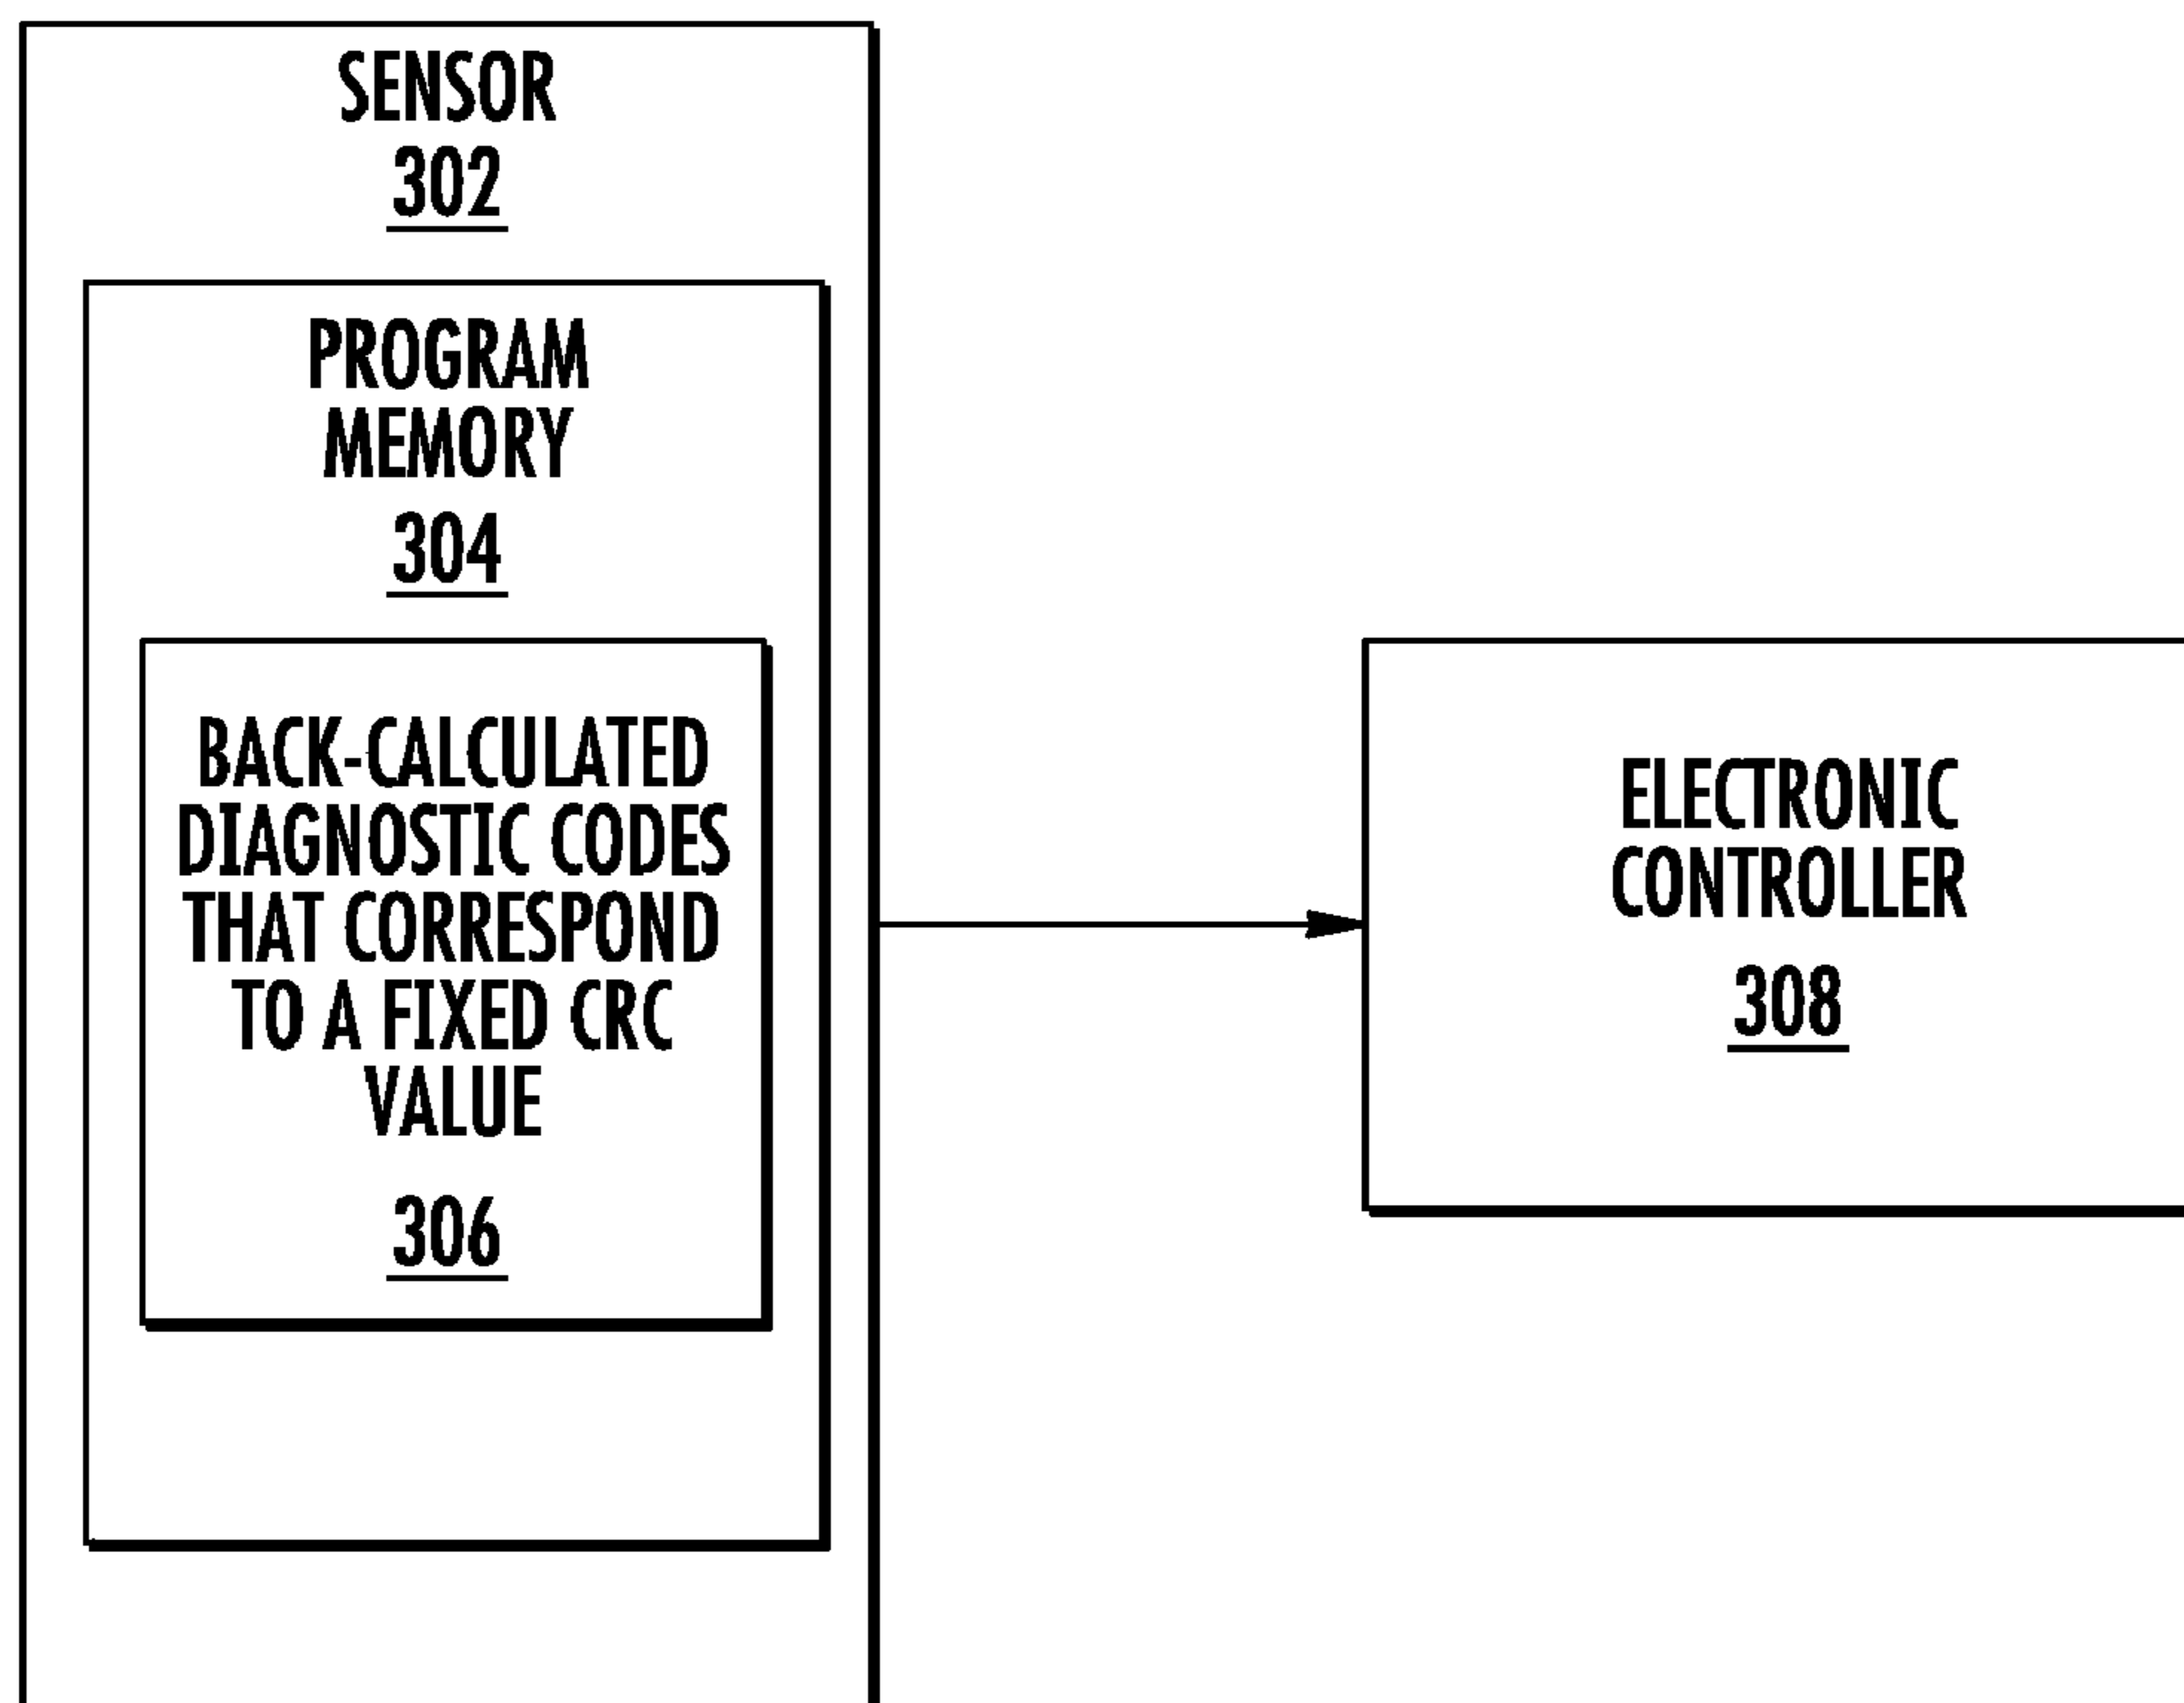 SENSOR
302
PROGRAM
MEMORY
304
BACK-CALCULATED
DIAGNOSTIC CODES
THAT CORRESPOND
TO A FIXED CRC
VALUE
306
ELECTRONIC
CONTROLLER
308